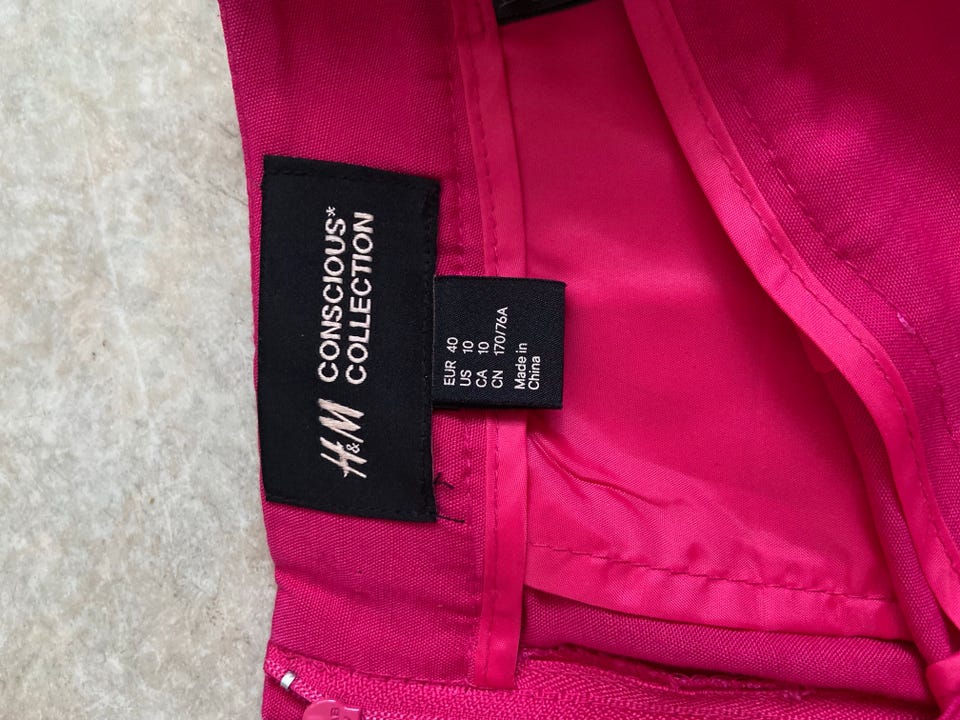 H&M CONSCIOUS*
COLLECTION
EUR 40
US 10
CA 10
CN 170/76A
Made in
China